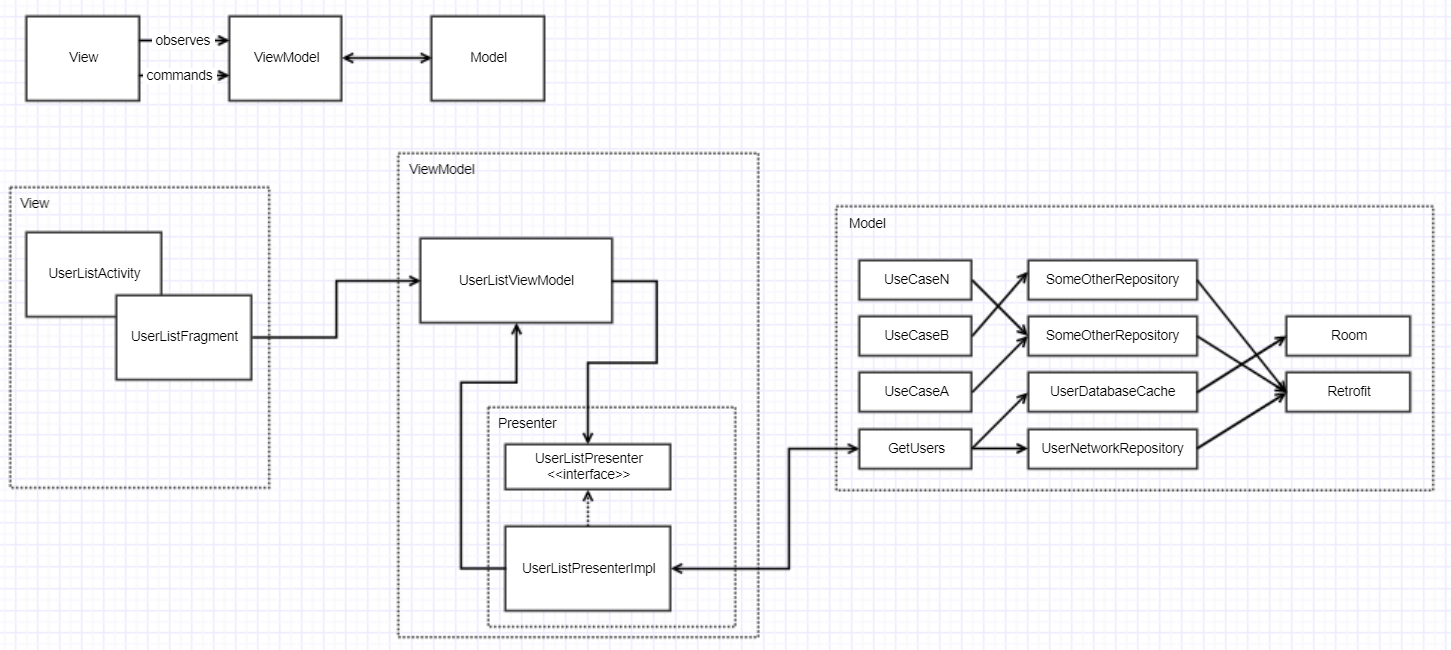 View
observes
commands
ViewModel
Model
View
UserListActivity
UserListFragment
ViewModel
UserListViewModel
Presenter
UserListPresenter
<<interface>>
UserListPresenterImpl
Model
UseCaseN
SomeOtherRepository
UseCaseB
SomeOtherRepository
Room
UseCaseA
UserDatabaseCache
Retrofit
GetUsers
UserNetworkRepository